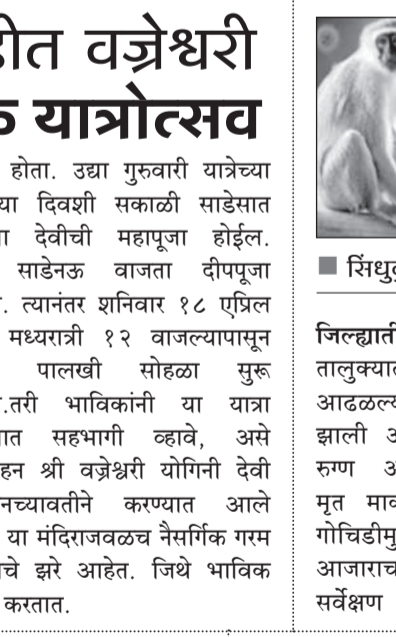 वज्रेश्वरी
यात्रोत्सव
होता. उद्या गुरुवारी यात्रेच्या
दिवशी सकाळी साडेसात
देवीची महापूजा होईल.
साडेनऊ वाजता दीपपूजा
त्यानंतर शनिवार १८ एप्रिल
मध्यरात्री १२ वाजल्यापासून
पालखी सोहळा सुरू
.तरी भाविकांनी या यात्रा
सहभागी व्हावे, असे
श्री वज्रेश्वरी योगिनी देवी
करण्यात आले
या मंदिराजवळच नैसर्गिक गरम
झरे आहेत. जिथे भाविक
करतात.
जिल्ह्याती
तालुक्यात
आढळल्य
झाली
रुग्ण
मृत
गोचिडीमु
आजाराच
सर्वेक्षण